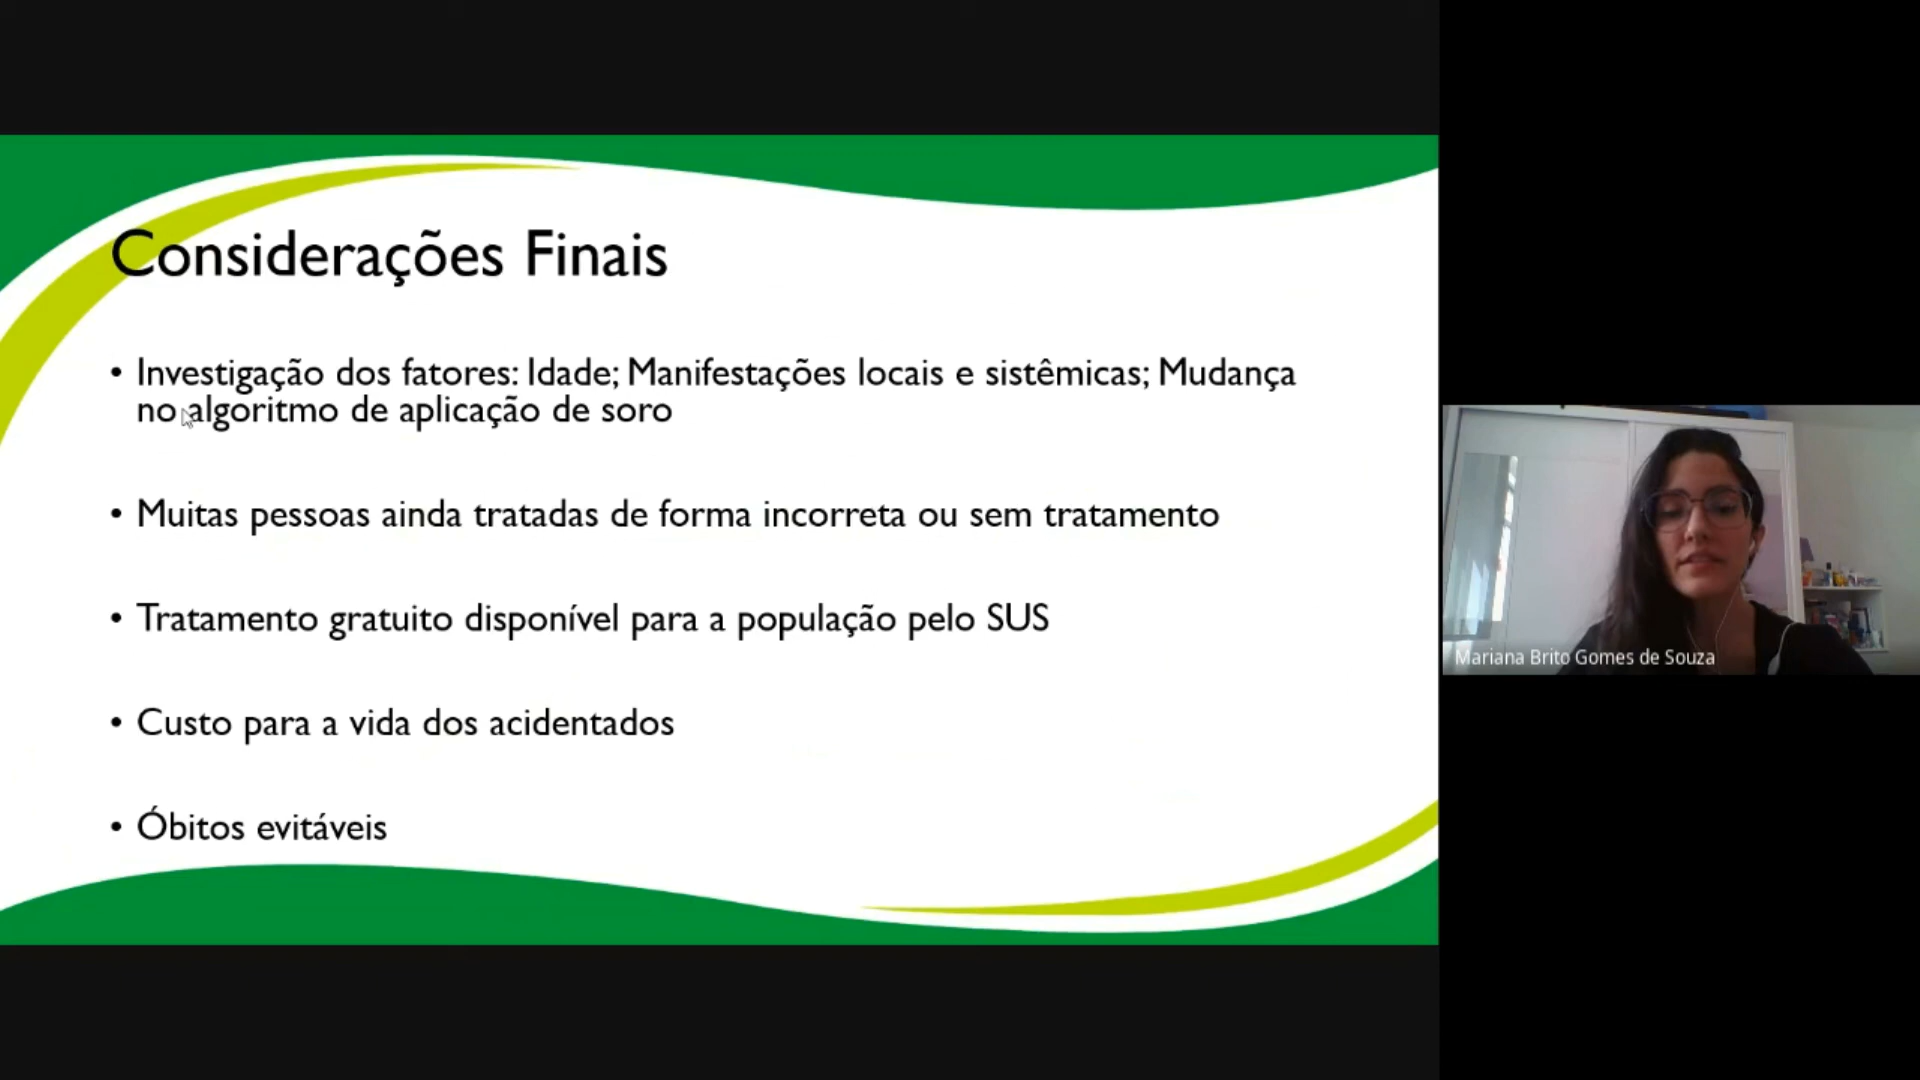 Considerações Finais
• Investigação dos fatores: Idade; Manifestações locais e sistêmicas; Mudança
no algoritmo de aplicação de soro
• Muitas pessoas ainda tratadas de forma incorreta ou sem tratamento
• Tratamento gratuito disponível para a população pelo SUS
• Custo para a vida dos acidentados
• Óbitos evitáveis
Mariana Brito Gomes de Souza